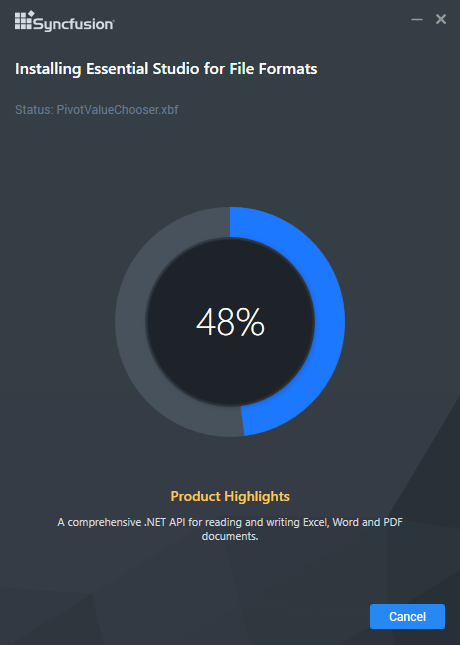 Syncfusion
Installing Essential Studio for File Formats
Status: PivotValueChooser.xbf
48%
Product Highlights
A comprehensive .NET API for reading and writing Excel, Word and PDF
documents.
Cancel